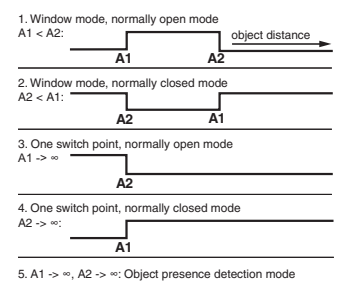 1. Window mode, normally open mode
A1 < A2:
object distance
A1 A2
2. Window mode, normally closed mode
A2 < A1:
A2 A1
3. One switch point, normally open mode
A1 -> ∞
A2
4. One switch point, normally closed mode
A2 -> ∞:
A1
5. A1 -> ∞, A2 -> ∞: Object presence detection mode